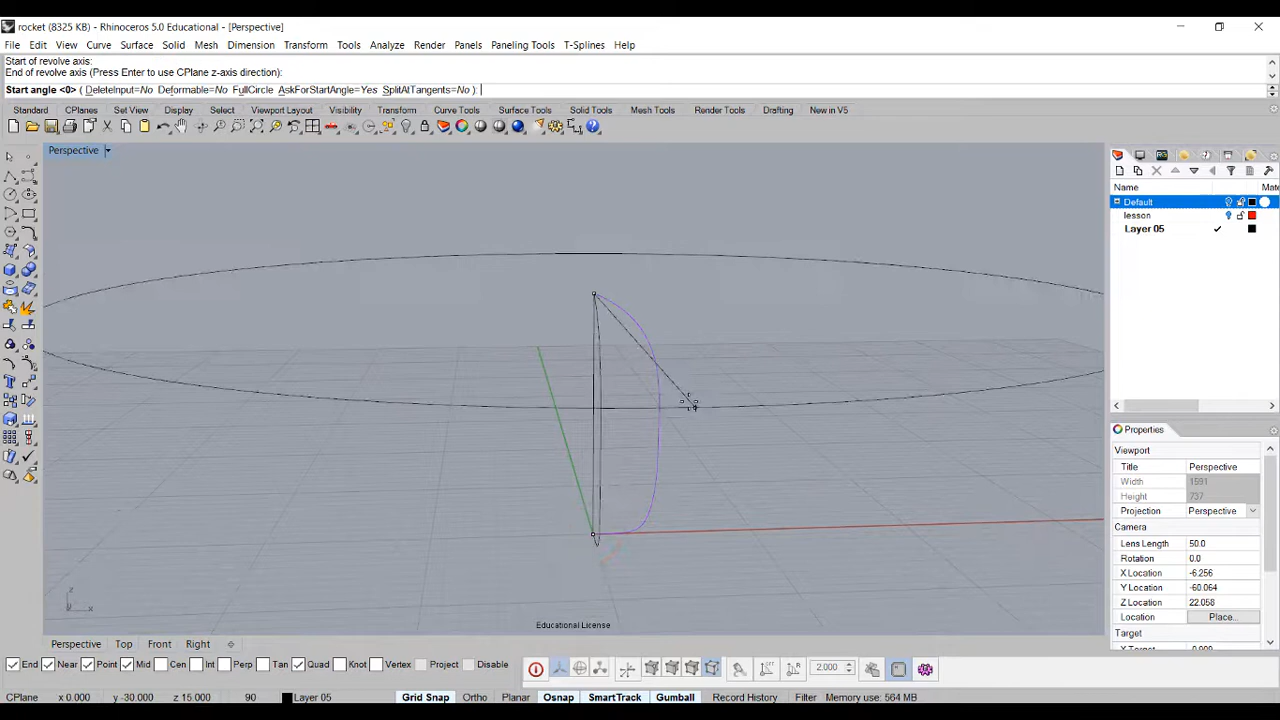 rocket (8325 KB) - Rhinoceros 5.0 Educational - [Perspective]
File Edit View Curve Surface Solid Mesh Dimension Transform Tools Analyze Render Panels Paneling Tools T-Splines Help
Start of revolve axis:
End of revolve axis (Press Enter to use CPlane z-axis direction):
Start angle <0> ( DeleteInput=No Deformable=No FullCircle AskForStartAngle=Yes SplitAtTangents=No ):
Standard CPlanes Set View Display Select Viewport Layout Visibility Transform Curve Tools Surface Tools Solid Tools Mesh Tools Render Tools Drafting New in V5
Perspective
Name Mate
Default
lesson
Layer 05
Properties
Viewport
Title Perspective
Width 1591
Height 737
Projection Perspective
Camera
Lens Length 50.0
Rotation 0.0
X Location -6.256
Y Location -60.064
Z Location 22.058
Location Place...
Target
z
x
Educational License
Perspective Top Front Right
End Near Point Mid Cen Int Perp Tan Quad Knot Vertex Project Disable
2.000
CPlane x 0.000 y -30.000 z 15.000 90 Layer 05 Grid Snap Ortho Planar Osnap SmartTrack Gumball Record History Filter Memory use: 564 MB